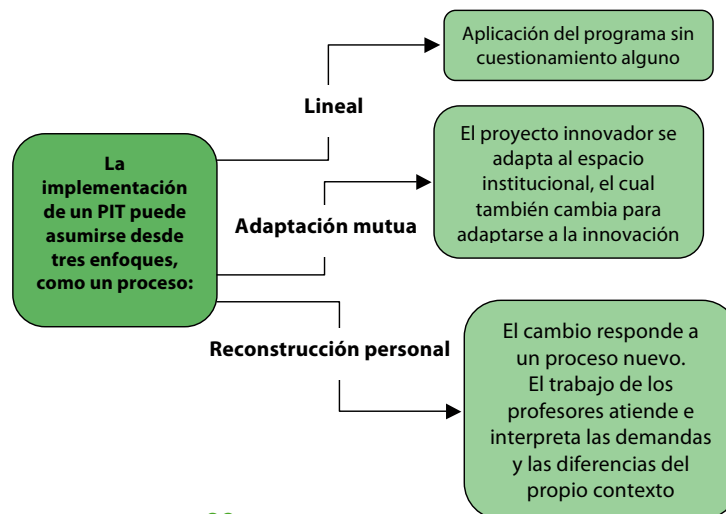 La
implementación
de un PIT puede
asumirse desde
tres enfoques,
como un proceso:
Lineal
Aplicación del programa sin
cuestionamiento alguno
Adaptación mutua
El proyecto innovador se
adapta al espacio
institucional, el cual
también cambia para
adaptarse a la innovación
Reconstrucción personal
El cambio responde a
un proceso nuevo.
El trabajo de los
profesores atiende e
interpreta las demandas
y las diferencias del
propio contexto